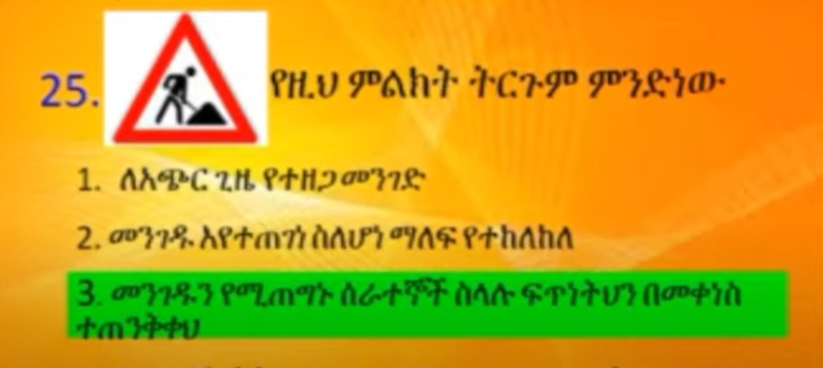 25. የዚህ ምልክት ትርጉም ምንድነው
1. ለአጭር ጊዜ የተዘጋ መንገድ
2. መንገዱ እየተጠገነ ስለሆነ ማለፍ የተከለከለ
3. መንገዱን የሚጠግኑ ሰራተኞች ስላሉ ፍጥነትህን በመቀነስ
ተጠንቅቀህ